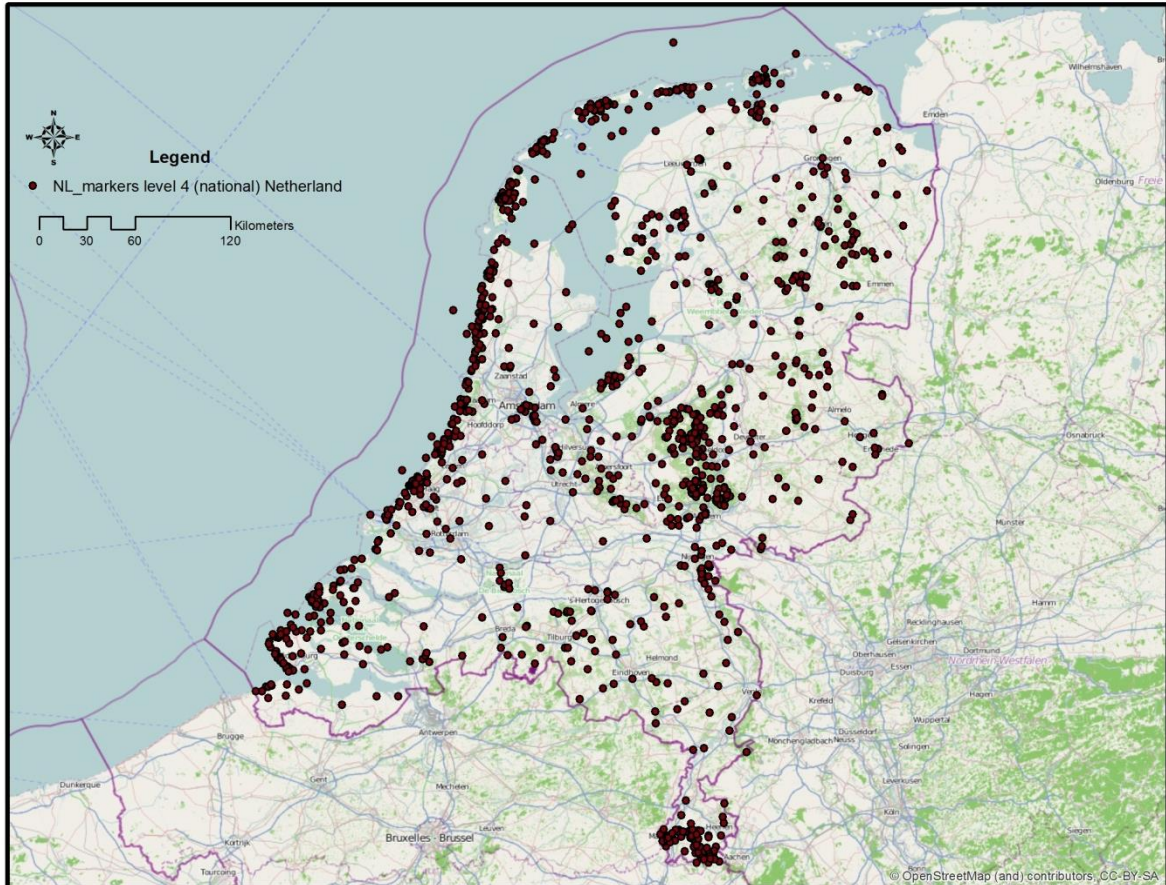 N
W E
S
Legend
NL_markers level 4 (national) Netherland
Kilometers
0 30 60 120
Wilhelmshaven
Emden
Oldenburg
Freie
Leeuwarden
Groningen
Emmen
Zaanstad
Amsterdam
Almere
Hoofddorp
Almelo
Deventer
Hilversum
Enschede
Osnabrück
Amersfoort
Utrecht
Münster
Rotterdam
Nijmegen
's-Hertogenbosch
Hamm
Recklinghausen
Gelsenkirchen
Dortmund
Oberhausen
Essen
Nordrhein-Westfalen
Duisburg
Hagen
Breda
Tilburg
Helmond
Eindhoven
Krefeld
Wuppertal
Düsseldorf
Mönchengladbach
Neuss
Solingen
Brugge
Antwerpen
Leverkusen
Dunkerque
Gent
Mechelen
Köln
Siegen
Bruxelles - Brussel
Leuven
Kortrijk
Aachen
Tourcoing
© OpenStreetMap (and) contributors, CC-BY-SA